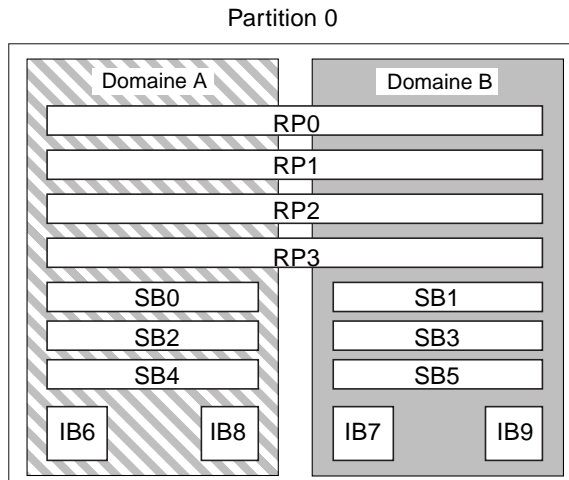 Partition 0
Domaine A
Domaine B
RP0
RP1
RP2
RP3
SB0
SB1
SB2
SB3
SB4
SB5
IB6
IB8
IB7
IB9